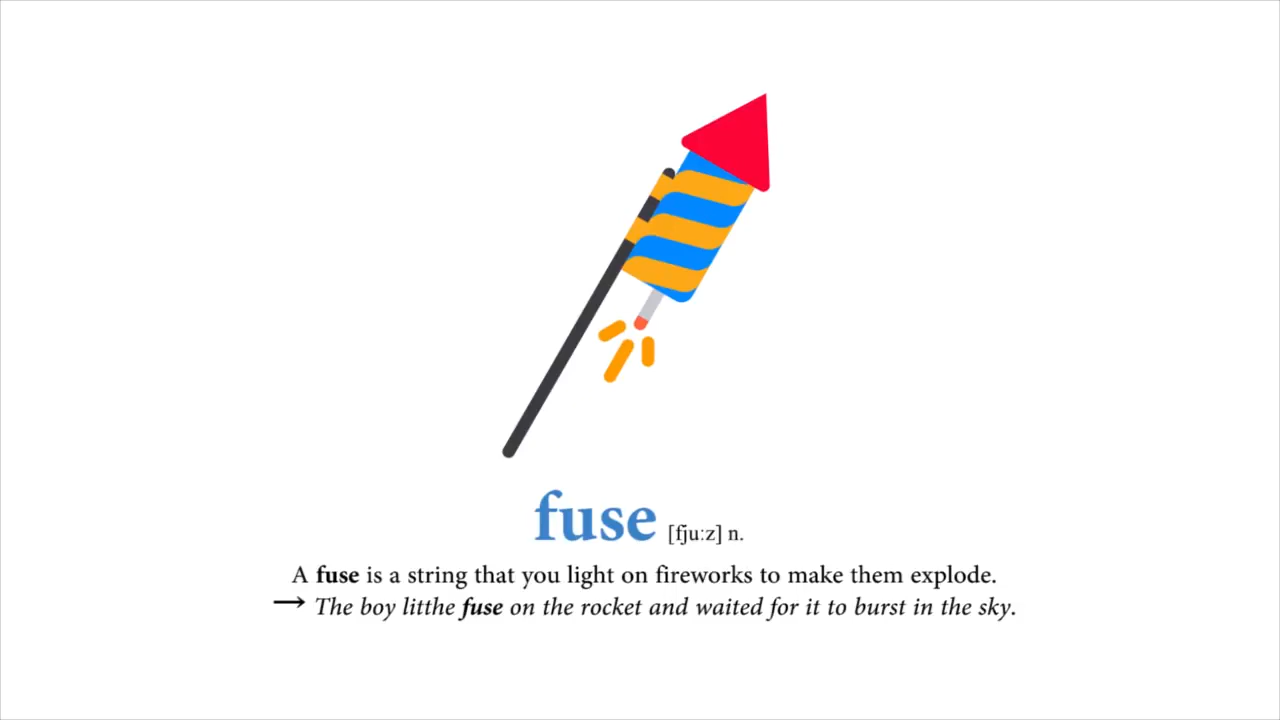 fuse [fju:z] n.
A fuse is a string that you light on fireworks to make them explode.
→ The boy litthe fuse on the rocket and waited for it to burst in the sky.